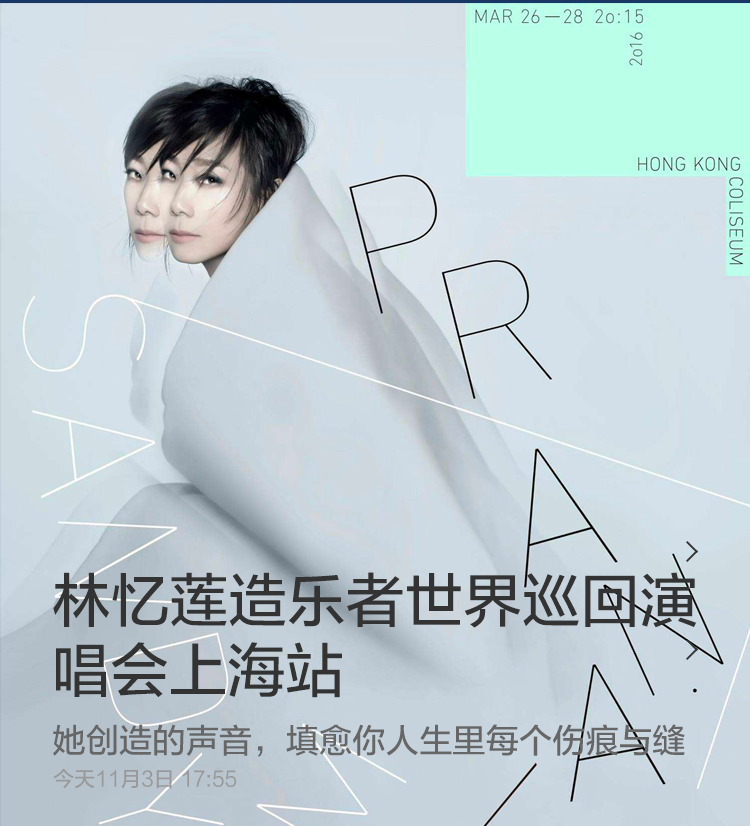 MAR 26—28 20:15
2016
HONG KONG
COLISEUM
PRANA
SANDY
林忆莲造乐者世界巡回演
唱会上海站
她创造的声音，填愈你人生里每个伤痕与缝
今天11月3日 17:55